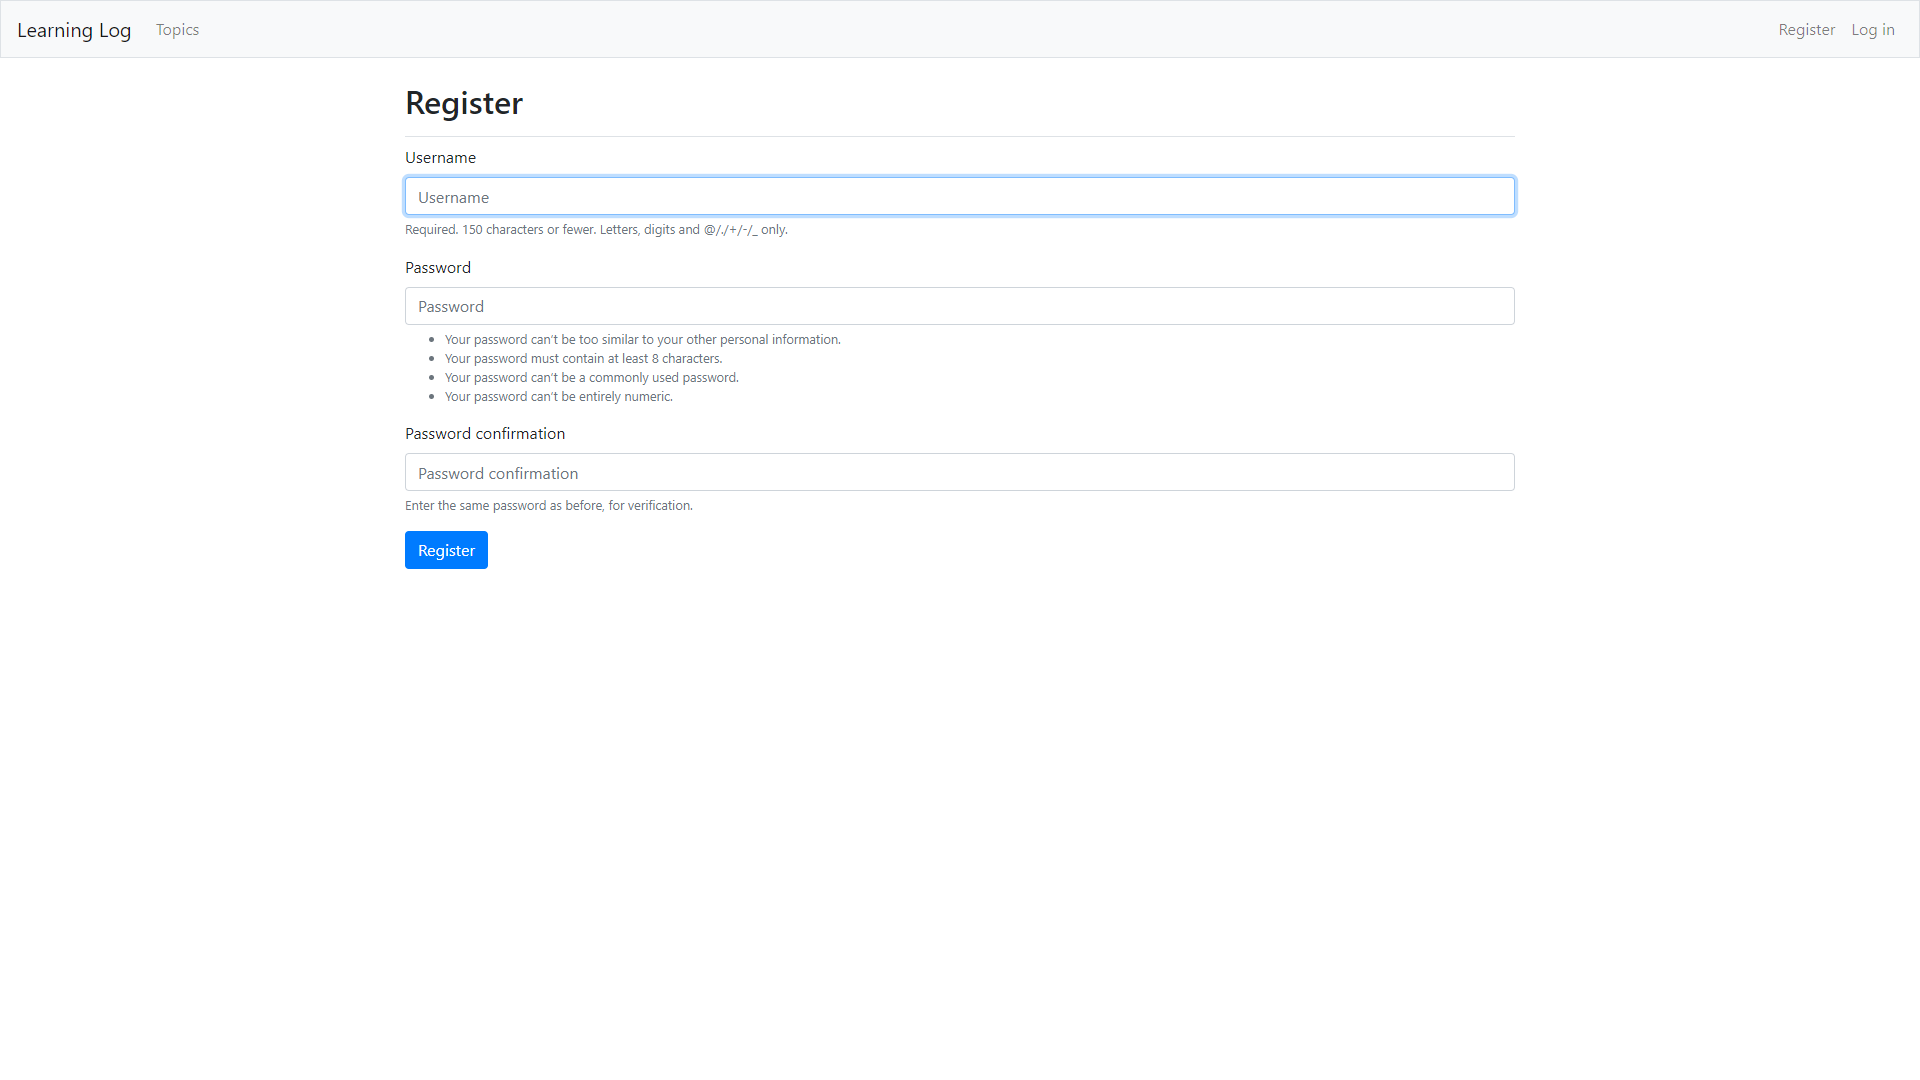 Learning Log Topics Register Log in
Register
Username
Username
Required. 150 characters or fewer. Letters, digits and @/./+/-/_ only.
Password
Password
• Your password can’t be too similar to your other personal information.
• Your password must contain at least 8 characters.
• Your password can’t be a commonly used password.
• Your password can’t be entirely numeric.
Password confirmation
Password confirmation
Enter the same password as before, for verification.
Register